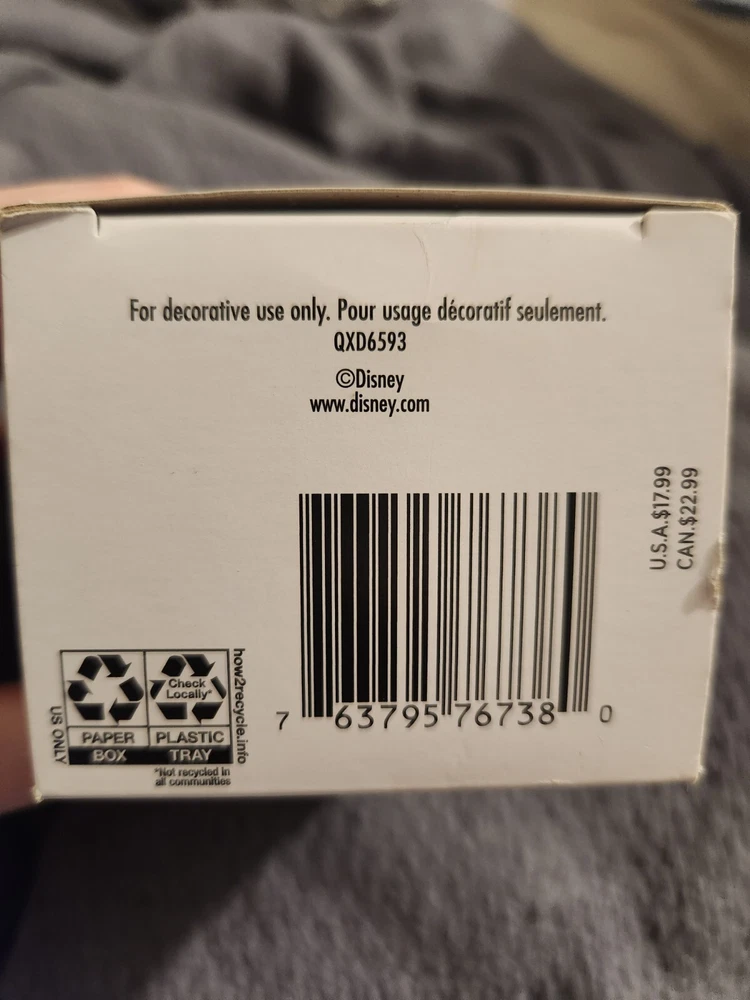 For decorative use only. Pour usage décoratif seulement.
QXD6593
©Disney
www.disney.com
U.S.A.$17.99
CAN.$22.99
7 63795 76738 0
how2recycle.info
US ONLY
Check
Locally*
PAPER
PLASTIC
BOX
TRAY
*Not recycled in
all communities